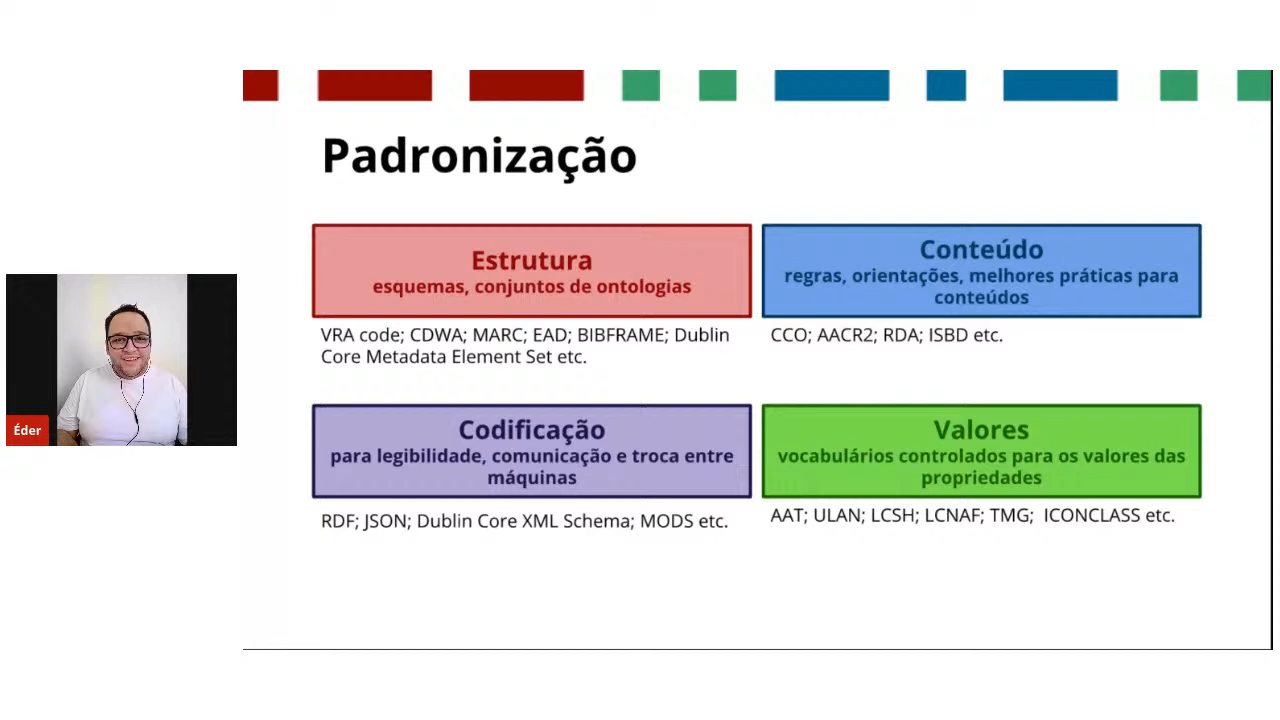 Padronização
Estrutura
esquemas, conjuntos de ontologias
VRA code; CDWA; MARC; EAD; BIBFRAME; Dublin
Core Metadata Element Set etc.
Conteúdo
regras, orientações, melhores práticas para
conteúdos
CCO; AACR2; RDA; ISBD etc.
Codificação
para legibilidade, comunicação e troca entre
máquinas
RDF; JSON; Dublin Core XML Schema; MODS etc.
Valores
vocabulários controlados para os valores das
propriedades
AAT; ULAN; LCSH; LCNAF; TMG; ICONCLASS etc.
Éder